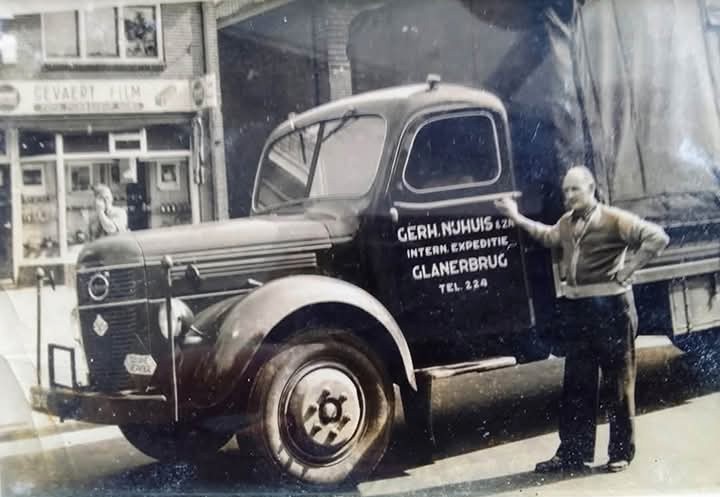 GEVAERT FILM
GERH. NIJHUIS & ZN
INTERN. EXPEDITIE
GLANERBRUG
TEL. 224